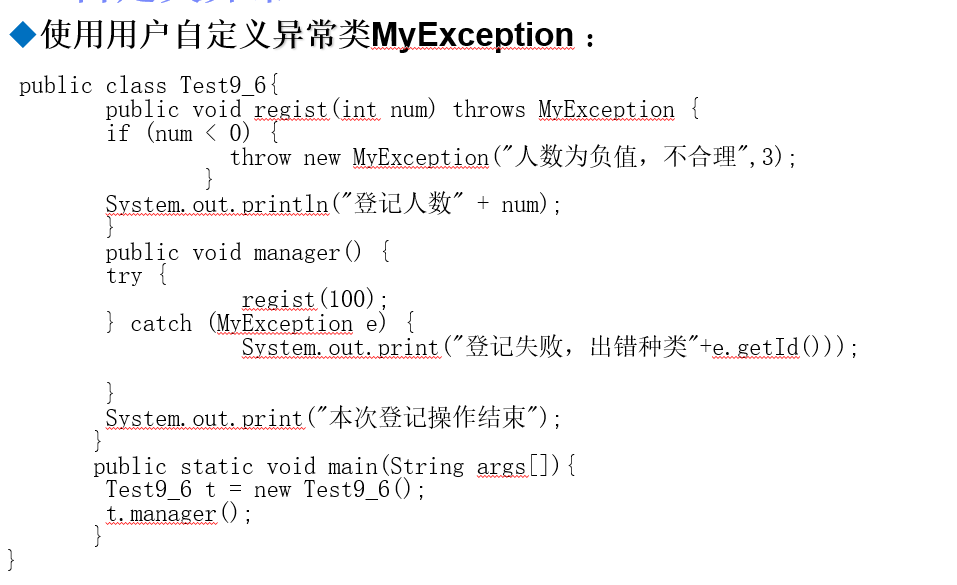 ◆使用用户自定义异常类MyException：
public class Test9_6{
public void regist(int num) throws MyException {
if (num < 0) {
throw new MyException("人数为负值，不合理",3);
}
System.out.println("登记人数" + num);
}
public void manager() {
try {
regist(100);
} catch (MyException e) {
System.out.print("登记失败，出错种类"+e.getId());
}
System.out.print("本次登记操作结束");
}
public static void main(String args[]){
Test9_6 t = new Test9_6();
t.manager();
}
}